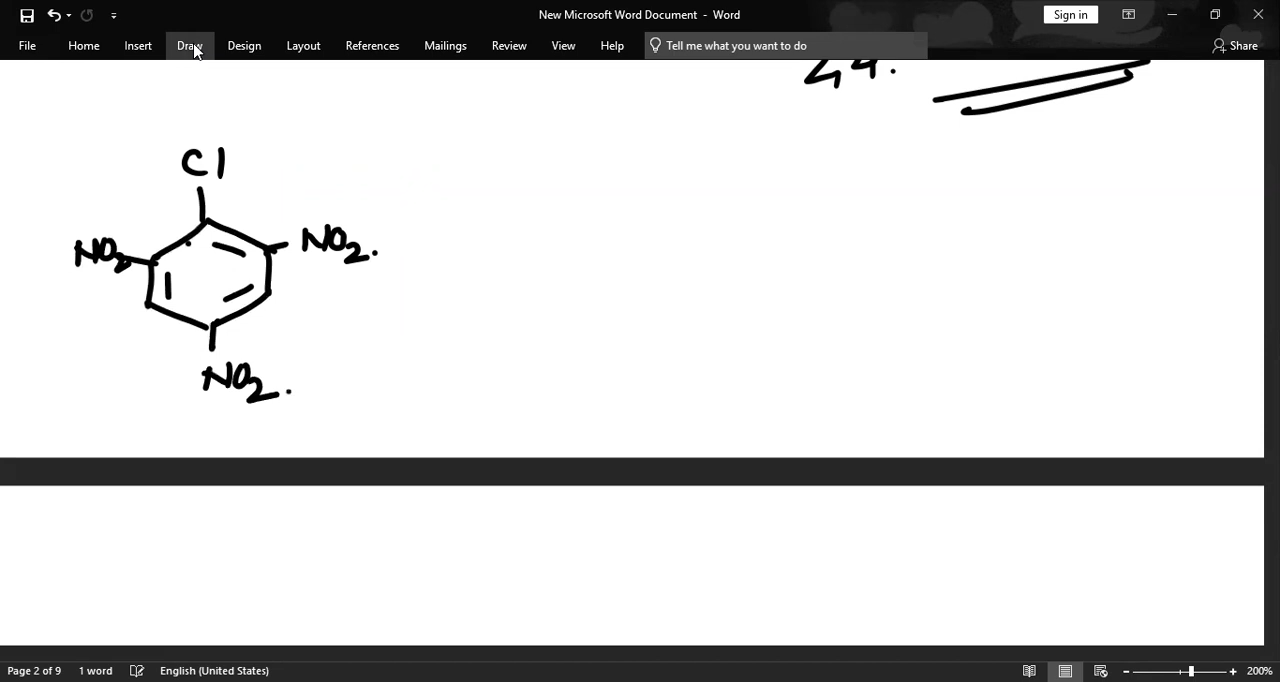 New Microsoft Word Document - Word
Sign in
File Home Insert Draw Design Layout References Mailings Review View Help Tell me what you want to do Share
Cl
NO2 NO2.
NO2.
Page 2 of 9 1 word English (United States) 200%